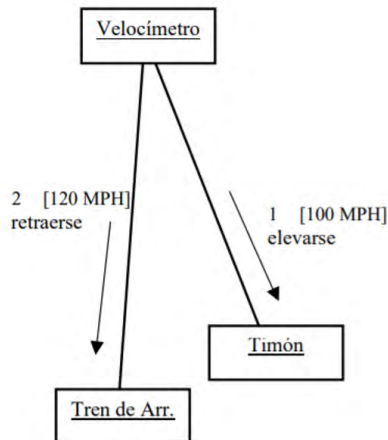 Velocímetro
2 [120 MPH]
retraerse
1 [100 MPH]
elevarse
Timón
Tren de Arr.